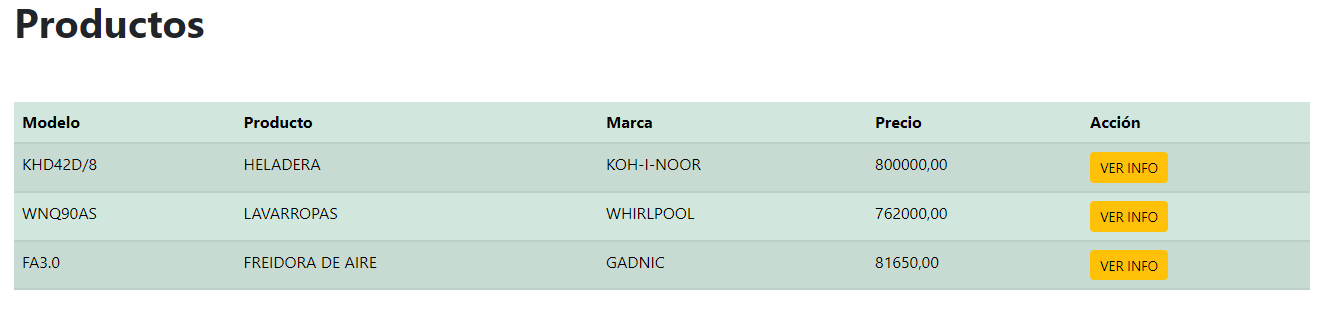 Productos
Modelo Producto Marca Precio Acción
KHD42D/8 HELADERA KOH-I-NOOR 800000,00 VER INFO
WNQ90AS LAVARROPAS WHIRLPOOL 762000,00 VER INFO
FA3.0 FREIDORA DE AIRE GADNIC 81650,00 VER INFO